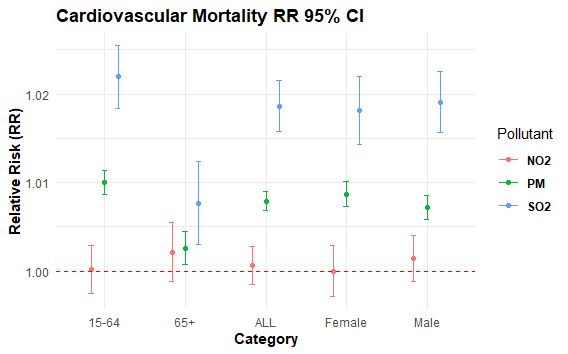 Cardiovascular Mortality RR 95% CI
Relative Risk (RR)
1.02
1.01
1.00
15-64 65+ ALL Female Male
Category
Pollutant
NO2
PM
SO2